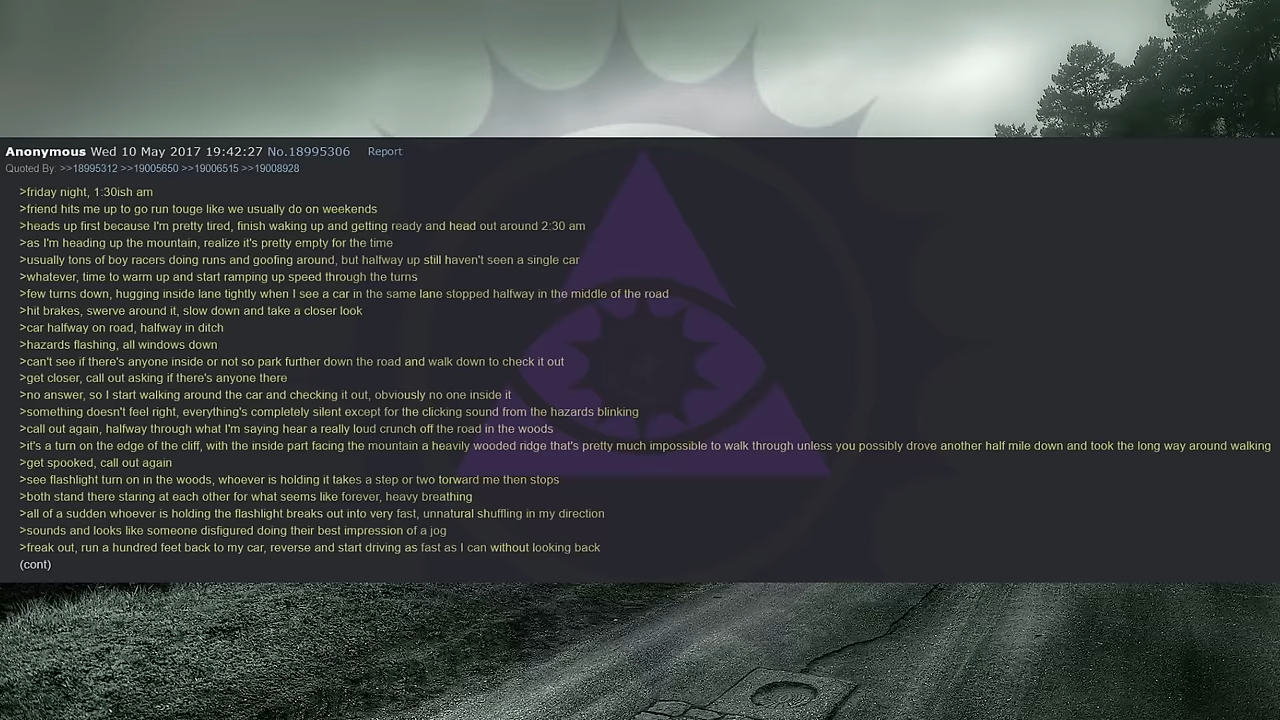 Anonymous Wed 10 May 2017 19:42:27 No.18995306 Report
Quoted By: >>18995312 >>19005650 >>19006515 >>19008928
>friday night, 1:30ish am
>friend hits me up to go run touge like we usually do on weekends
>heads up first because I'm pretty tired, finish waking up and getting ready and head out around 2:30 am
>as I'm heading up the mountain, realize it's pretty empty for the time
>usually tons of boy racers doing runs and goofing around, but halfway up still haven't seen a single car
>whatever, time to warm up and start ramping up speed through the turns
>few turns down, hugging inside lane tightly when I see a car in the same lane stopped halfway in the middle of the road
>hit brakes, swerve around it, slow down and take a closer look
>car halfway on road, halfway in ditch
>hazards flashing, all windows down
>can't see if there's anyone inside or not so park further down the road and walk down to check it out
>get closer, call out asking if there's anyone there
>no answer, so I start walking around the car and checking it out, obviously no one inside it
>something doesn't feel right, everything's completely silent except for the clicking sound from the hazards blinking
>call out again, halfway through what I'm saying hear a really loud crunch off the road in the woods
>it's a turn on the edge of the cliff, with the inside part facing the mountain a heavily wooded ridge that's pretty much impossible to walk through unless you possibly drove another half mile down and took the long way around walking
>get spooked, call out again
>see flashlight turn on in the woods, whoever is holding it takes a step or two torward me then stops
>both stand there staring at each other for what seems like forever, heavy breathing
>all of a sudden whoever is holding the flashlight breaks out into very fast, unnatural shuffling in my direction
>sounds and looks like someone disfigured doing their best impression of a jog
>freak out, run a hundred feet back to my car, reverse and start driving as fast as I can without looking back
(cont)